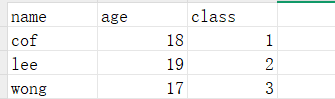 name age class
cof 18 1
lee 19 2
wong 17 3